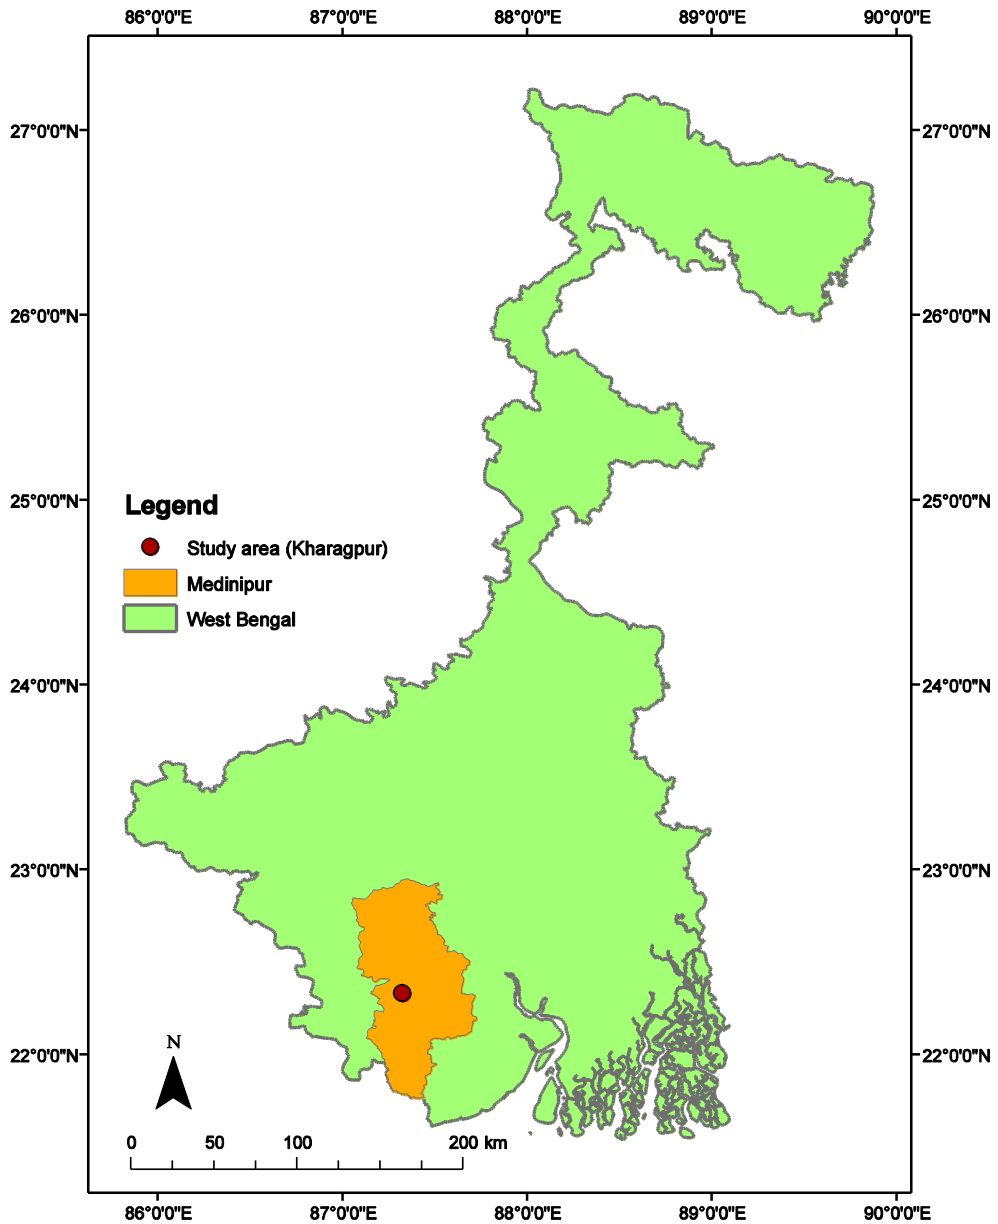 86°0'0"E 87°0'0"E 88°0'0"E 89°0'0"E 90°0'0"E
27°0'0"N 27°0'0"N
26°0'0"N 26°0'0"N
25°0'0"N 25°0'0"N
Legend
Study area (Kharagpur)
Medinipur
West Bengal
24°0'0"N 24°0'0"N
23°0'0"N 23°0'0"N
N
22°0'0"N 22°0'0"N
0 50 100 200 km
86°0'0"E 87°0'0"E 88°0'0"E 89°0'0"E 90°0'0"E